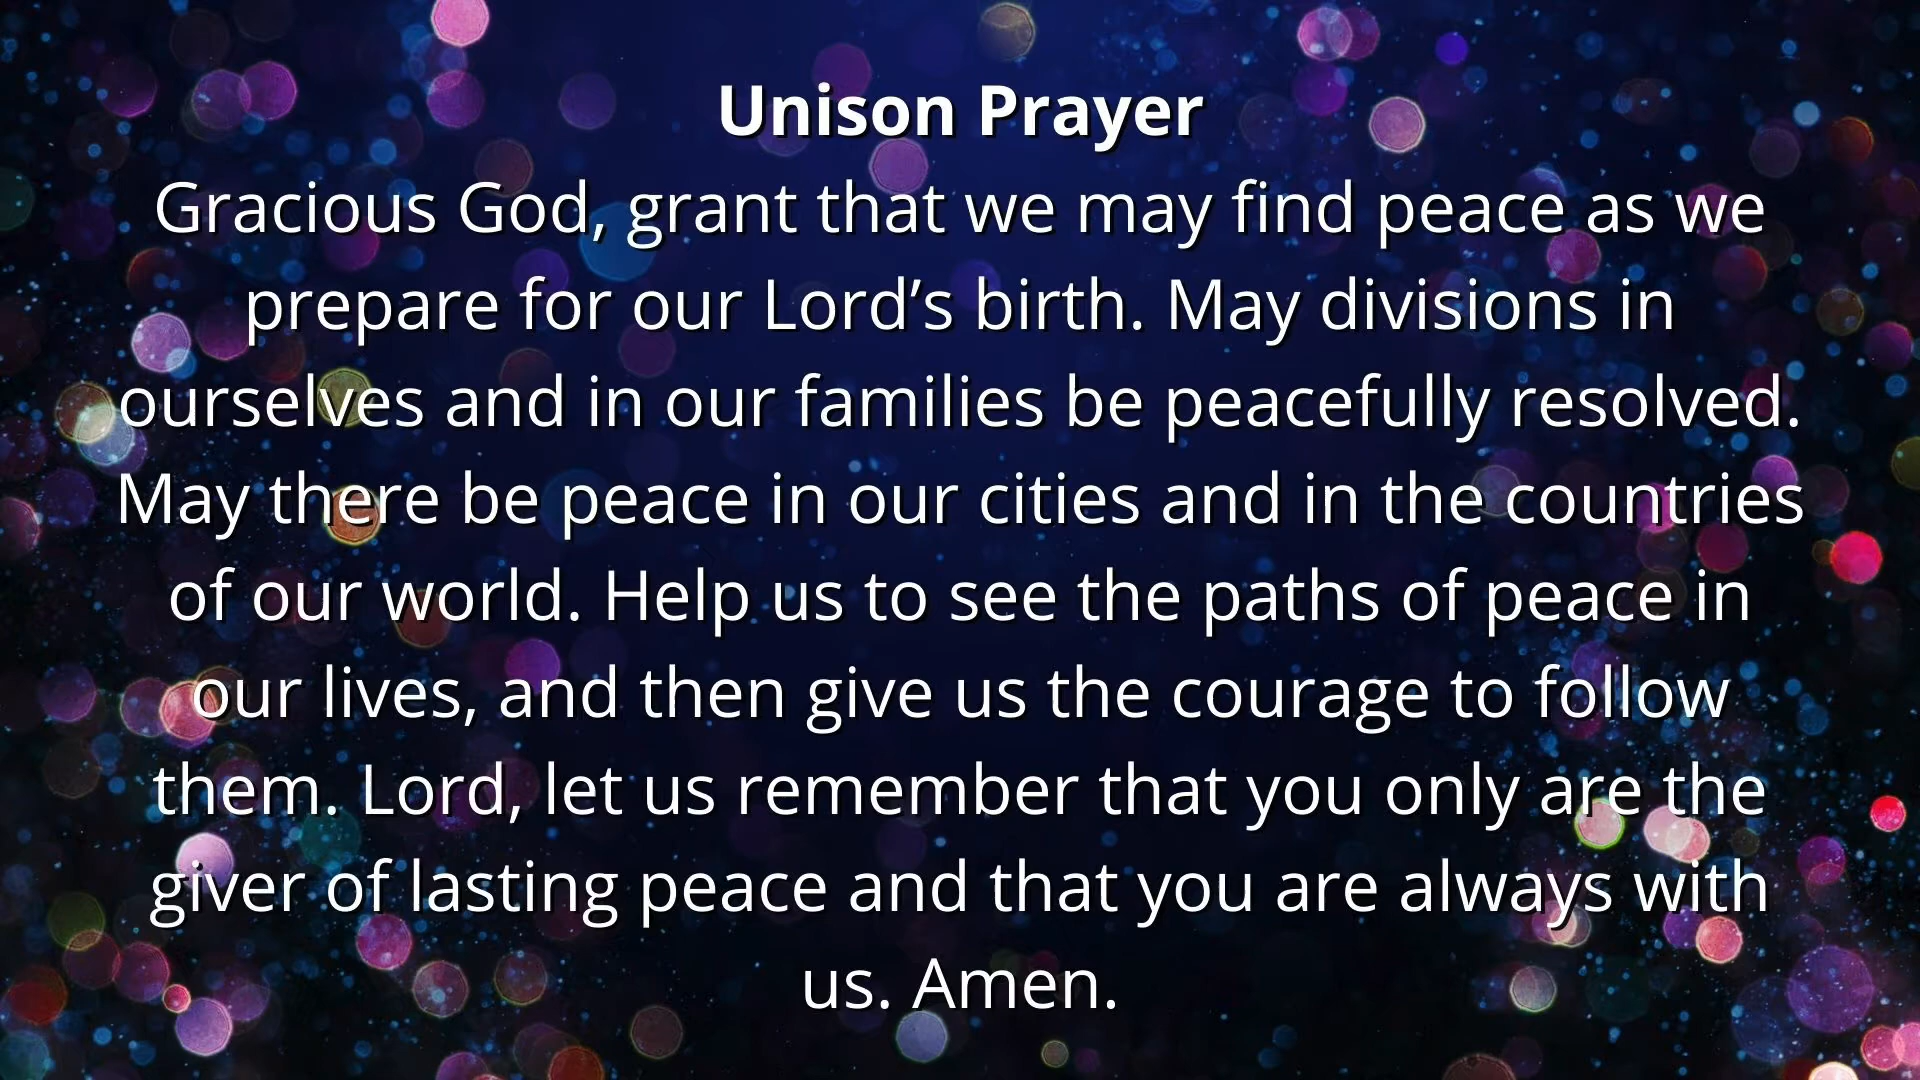 Unison Prayer
Gracious God, grant that we may find peace as we
prepare for our Lord’s birth. May divisions in
ourselves and in our families be peacefully resolved.
May there be peace in our cities and in the countries
of our world. Help us to see the paths of peace in
our lives, and then give us the courage to follow
them. Lord, let us remember that you only are the
giver of lasting peace and that you are always with
us. Amen.